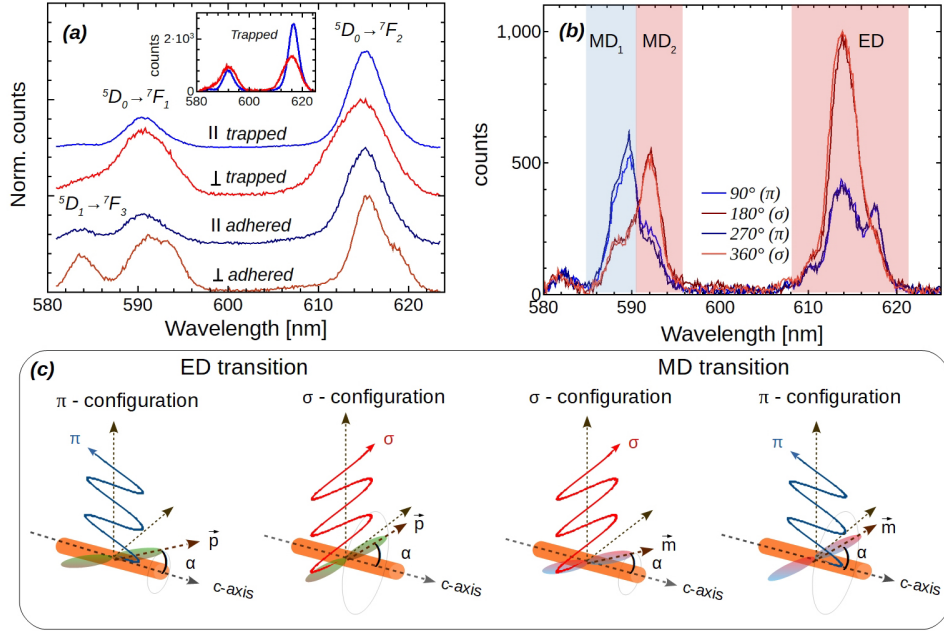 (a)
Trapped
counts
2·10³
0
580
600
620
⁵D₀→⁷F₂
⁵D₀→⁷F₁
|| trapped
⊥ trapped
⁵D₁→⁷F₃
|| adhered
⊥ adhered
Norm. counts
580
590
600
610
620
Wavelength [nm]
(b)
MD₁
MD₂
ED
1,000
500
0
counts
90° (π)
180° (σ)
270° (π)
360° (σ)
580
590
600
610
620
Wavelength [nm]
(c)
ED transition
MD transition
π - configuration
σ - configuration
σ - configuration
π - configuration
π
p⃗
α
c-axis
σ
p⃗
α
c-axis
σ
m⃗
α
c-axis
π
m⃗
α
c-axis